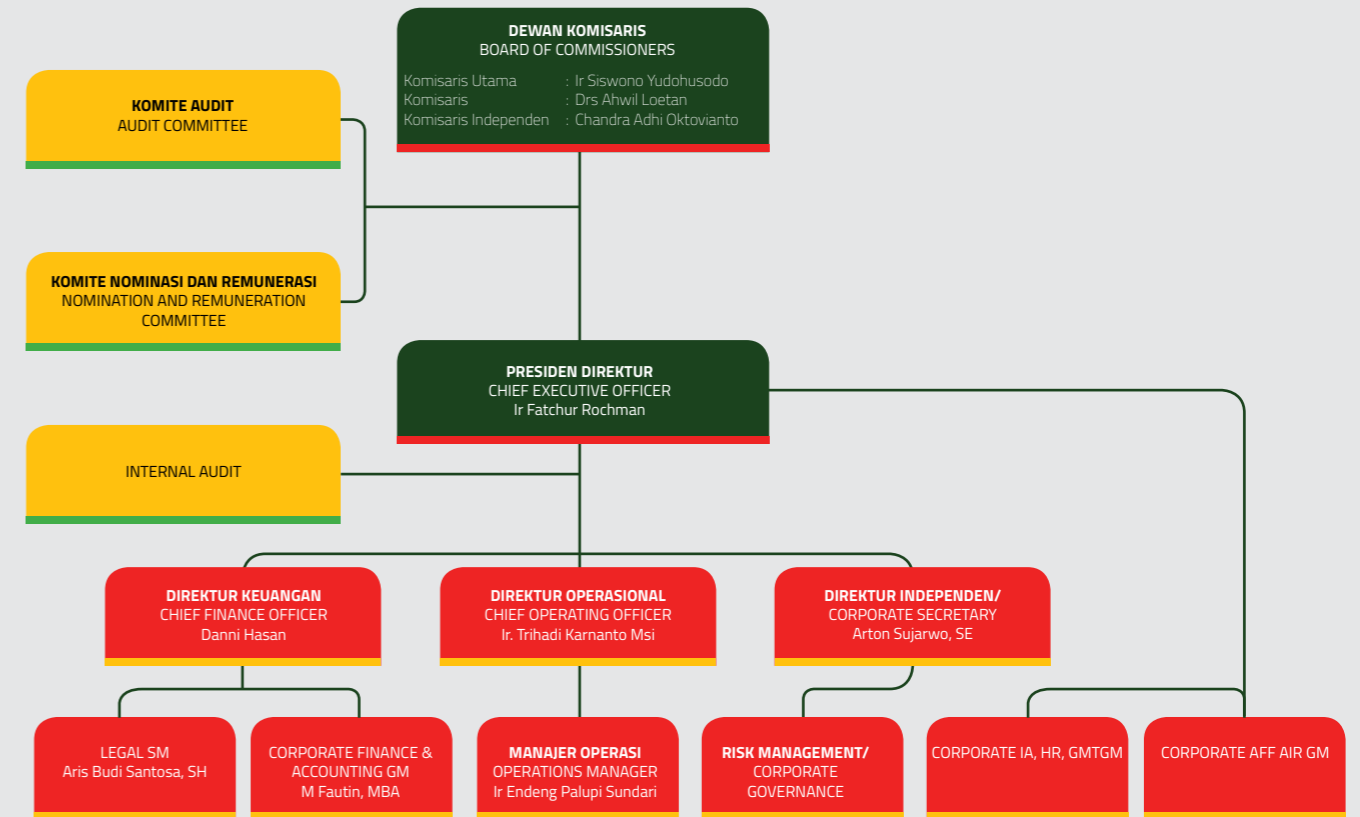 DEWAN KOMISARIS
BOARD OF COMMISSIONERS
Komisaris Utama : Ir Siswono Yudohusodo
Komisaris : Drs Ahwil Loetan
Komisaris Independen : Chandra Adhi Oktovianto
KOMITE AUDIT
AUDIT COMMITTEE
KOMITE NOMINASI DAN REMUNERASI
NOMINATION AND REMUNERATION
COMMITTEE
PRESIDEN DIREKTUR
CHIEF EXECUTIVE OFFICER
Ir Fatchur Rochman
INTERNAL AUDIT
DIREKTUR KEUANGAN
CHIEF FINANCE OFFICER
Danni Hasan
DIREKTUR OPERASIONAL
CHIEF OPERATING OFFICER
Ir. Trihadi Karnanto Msi
DIREKTUR INDEPENDEN/
CORPORATE SECRETARY
Arton Sujarwo, SE
LEGAL SM
Aris Budi Santosa, SH
CORPORATE FINANCE &
ACCOUNTING GM
M Fautin, MBA
MANAJER OPERASI
OPERATIONS MANAGER
Ir Endeng Palupi Sundari
RISK MANAGEMENT/
CORPORATE
GOVERNANCE
CORPORATE IA, HR, GMTGM
CORPORATE AFF AIR GM